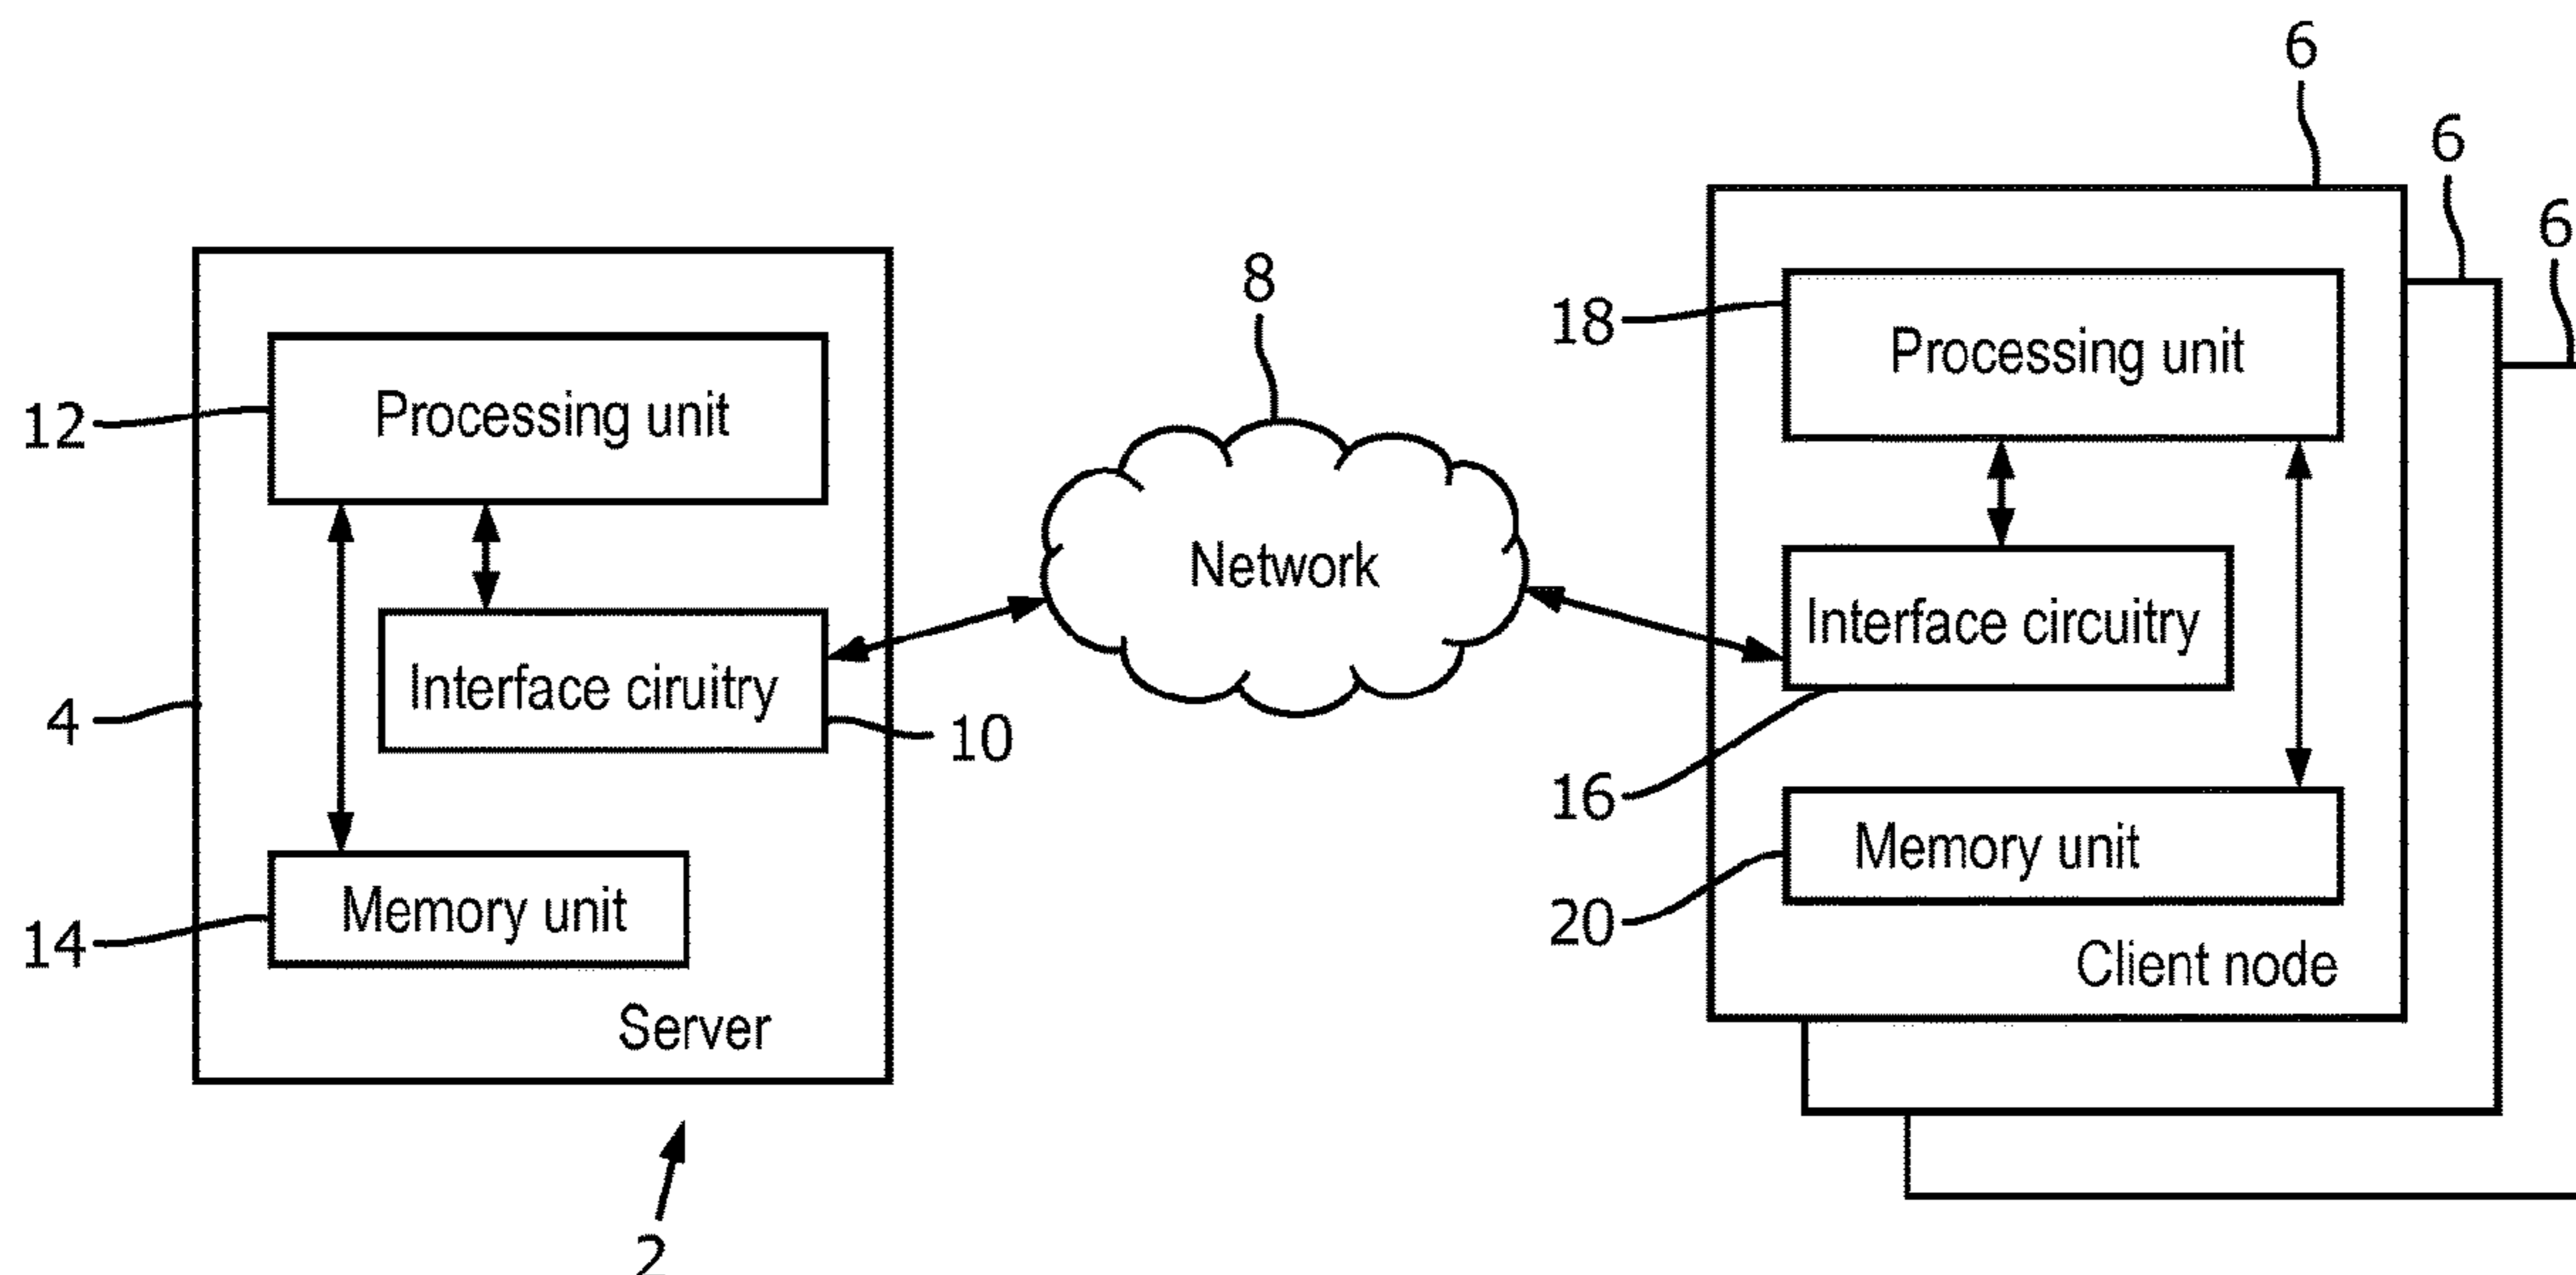 6
6
6
8
18
Processing unit
12
Processing unit
Network
Interface circuitry
Interface ciruitry
4
10
16
Memory unit
20
Memory unit
14
Client node
Server
2